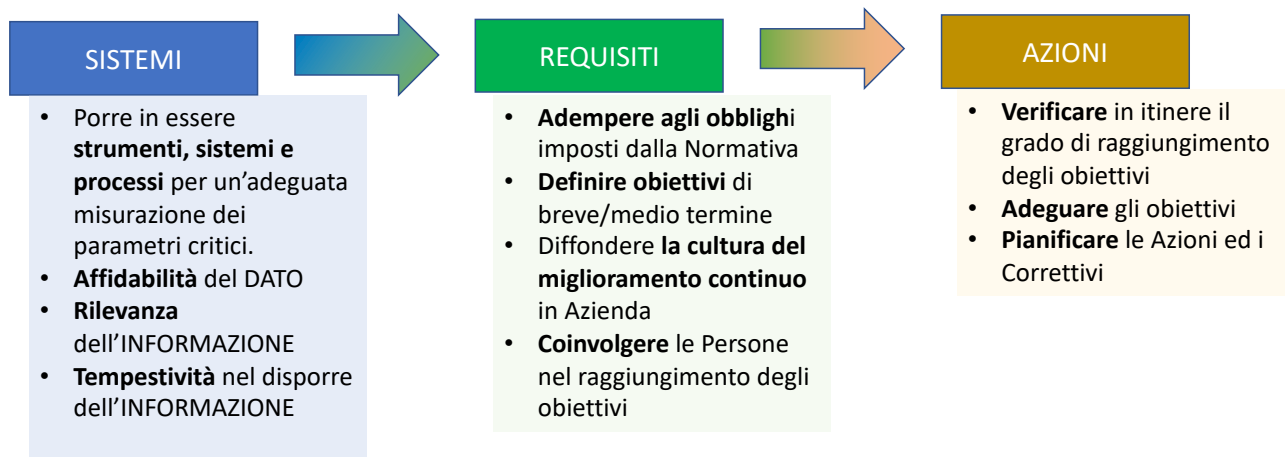 SISTEMI
• Porre in essere
strumenti, sistemi e
processi per un'adeguata
misurazione dei
parametri critici.
• Affidabilità del DATO
• Rilevanza
dell'INFORMAZIONE
• Tempestività nel disporre
dell'INFORMAZIONE
REQUISITI
• Adempere agli obblighi
imposti dalla Normativa
• Definire obiettivi di
breve/medio termine
• Diffondere la cultura del
miglioramento continuo
in Azienda
• Coinvolgere le Persone
nel raggiungimento degli
obiettivi
AZIONI
• Verificare in itinere il
grado di raggiungimento
degli obiettivi
• Adeguare gli obiettivi
• Pianificare le Azioni ed i
Correttivi